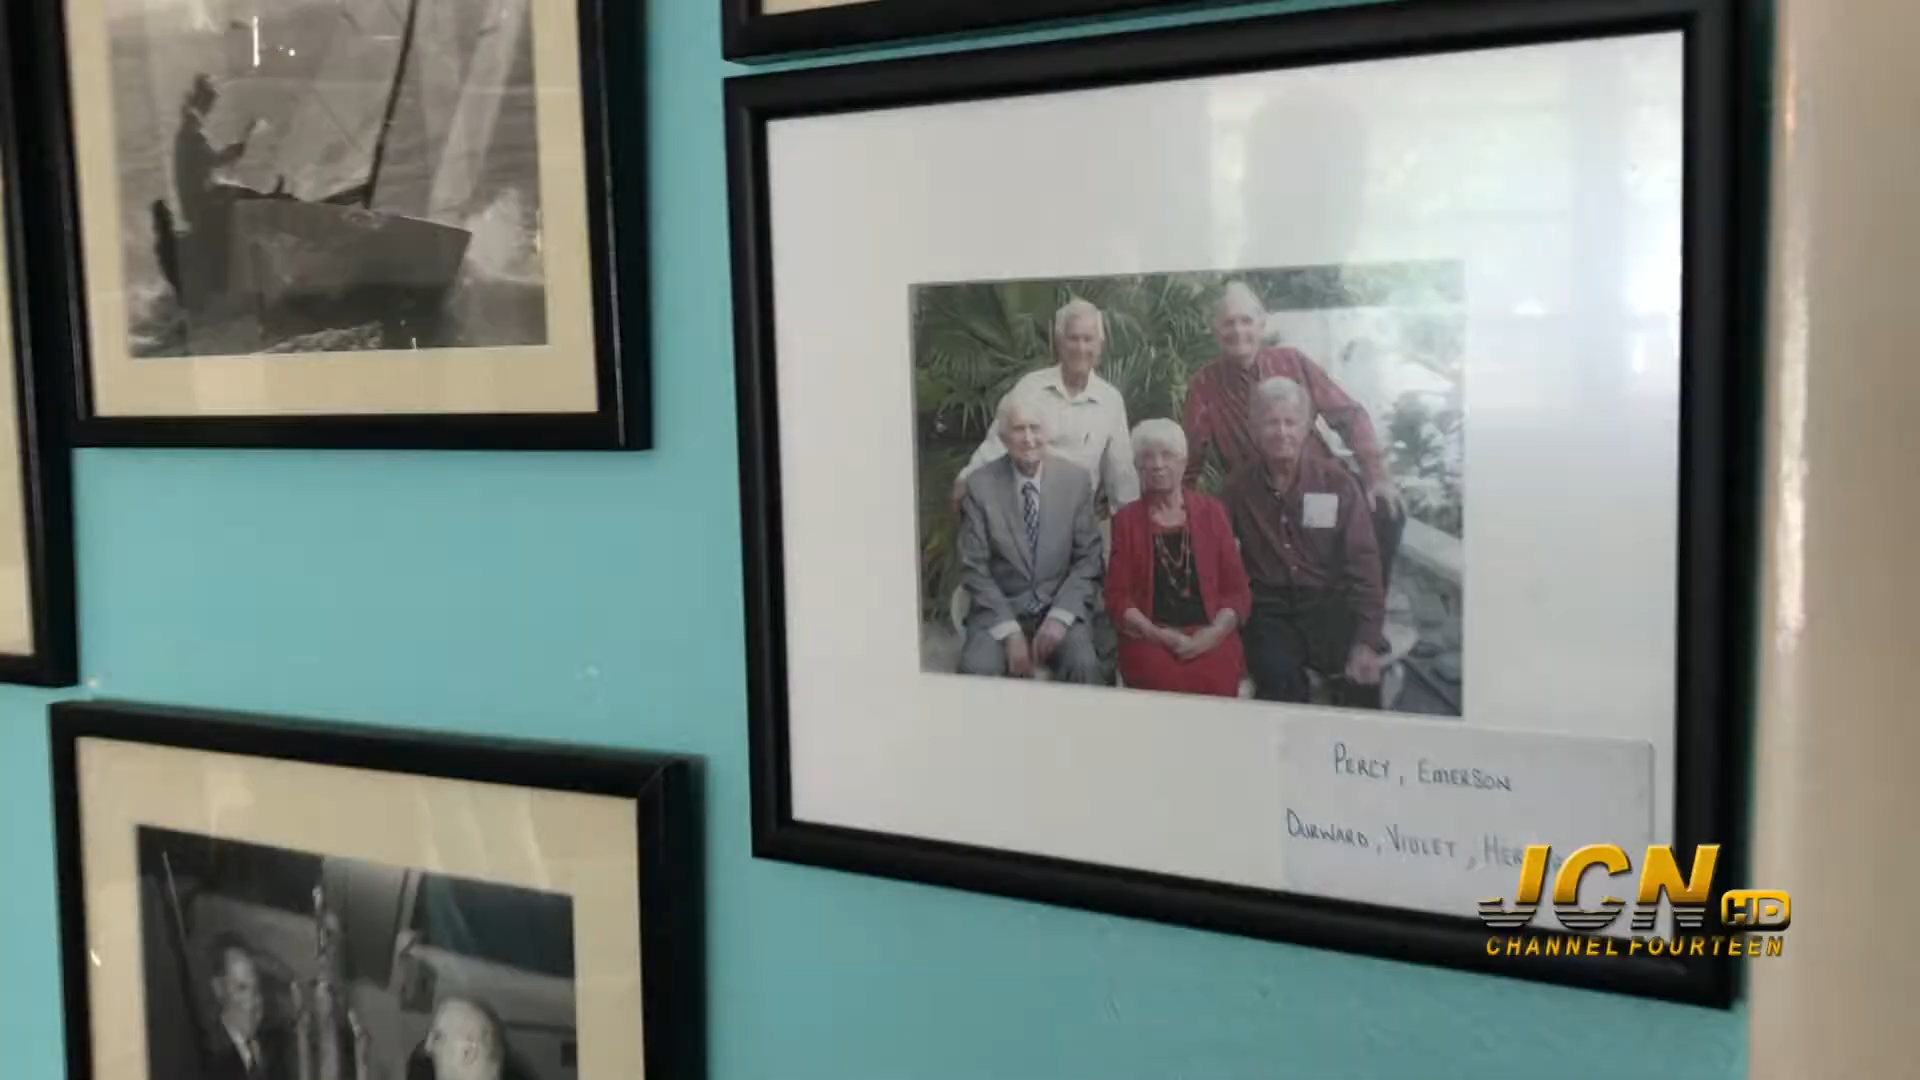 PERCY, EMERSON
DURWARD, VIOLET,
JCN HD
CHANNEL FOURTEEN